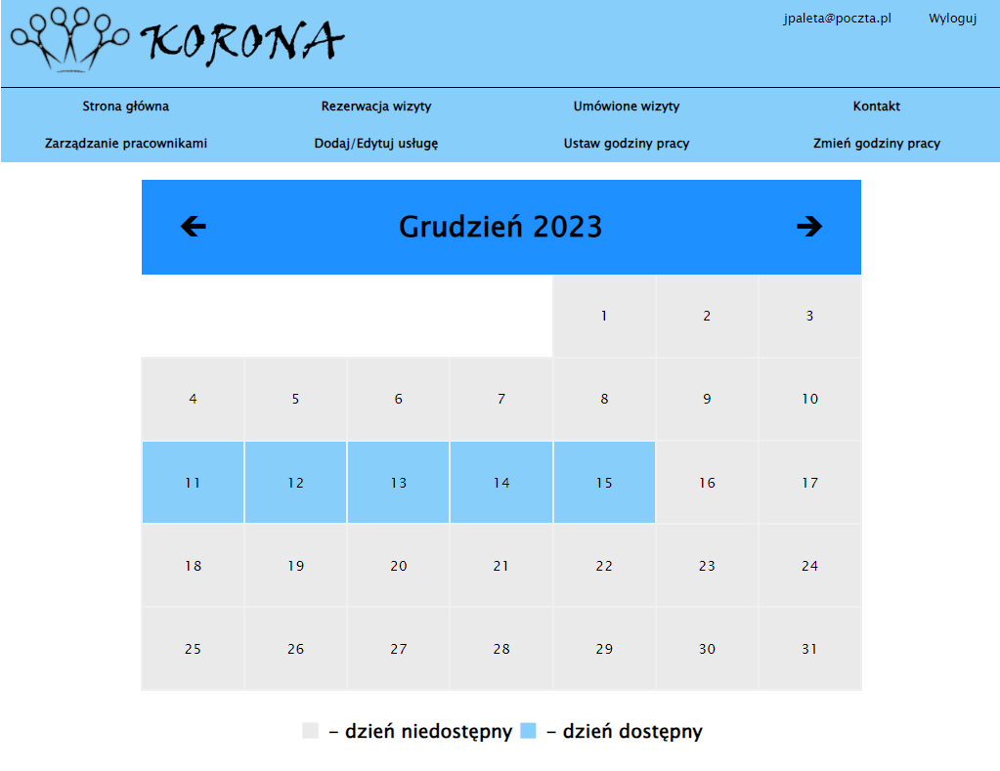 KORONA
jpaleta@poczta.pl Wyloguj
Strona główna Rezerwacja wizyty Umówione wizyty Kontakt
Zarządzanie pracownikami Dodaj/Edytuj usługę Ustaw godziny pracy Zmień godziny pracy
← Grudzień 2023 →
1 2 3
4 5 6 7 8 9 10
11 12 13 14 15 16 17
18 19 20 21 22 23 24
25 26 27 28 29 30 31
– dzień niedostępny – dzień dostępny